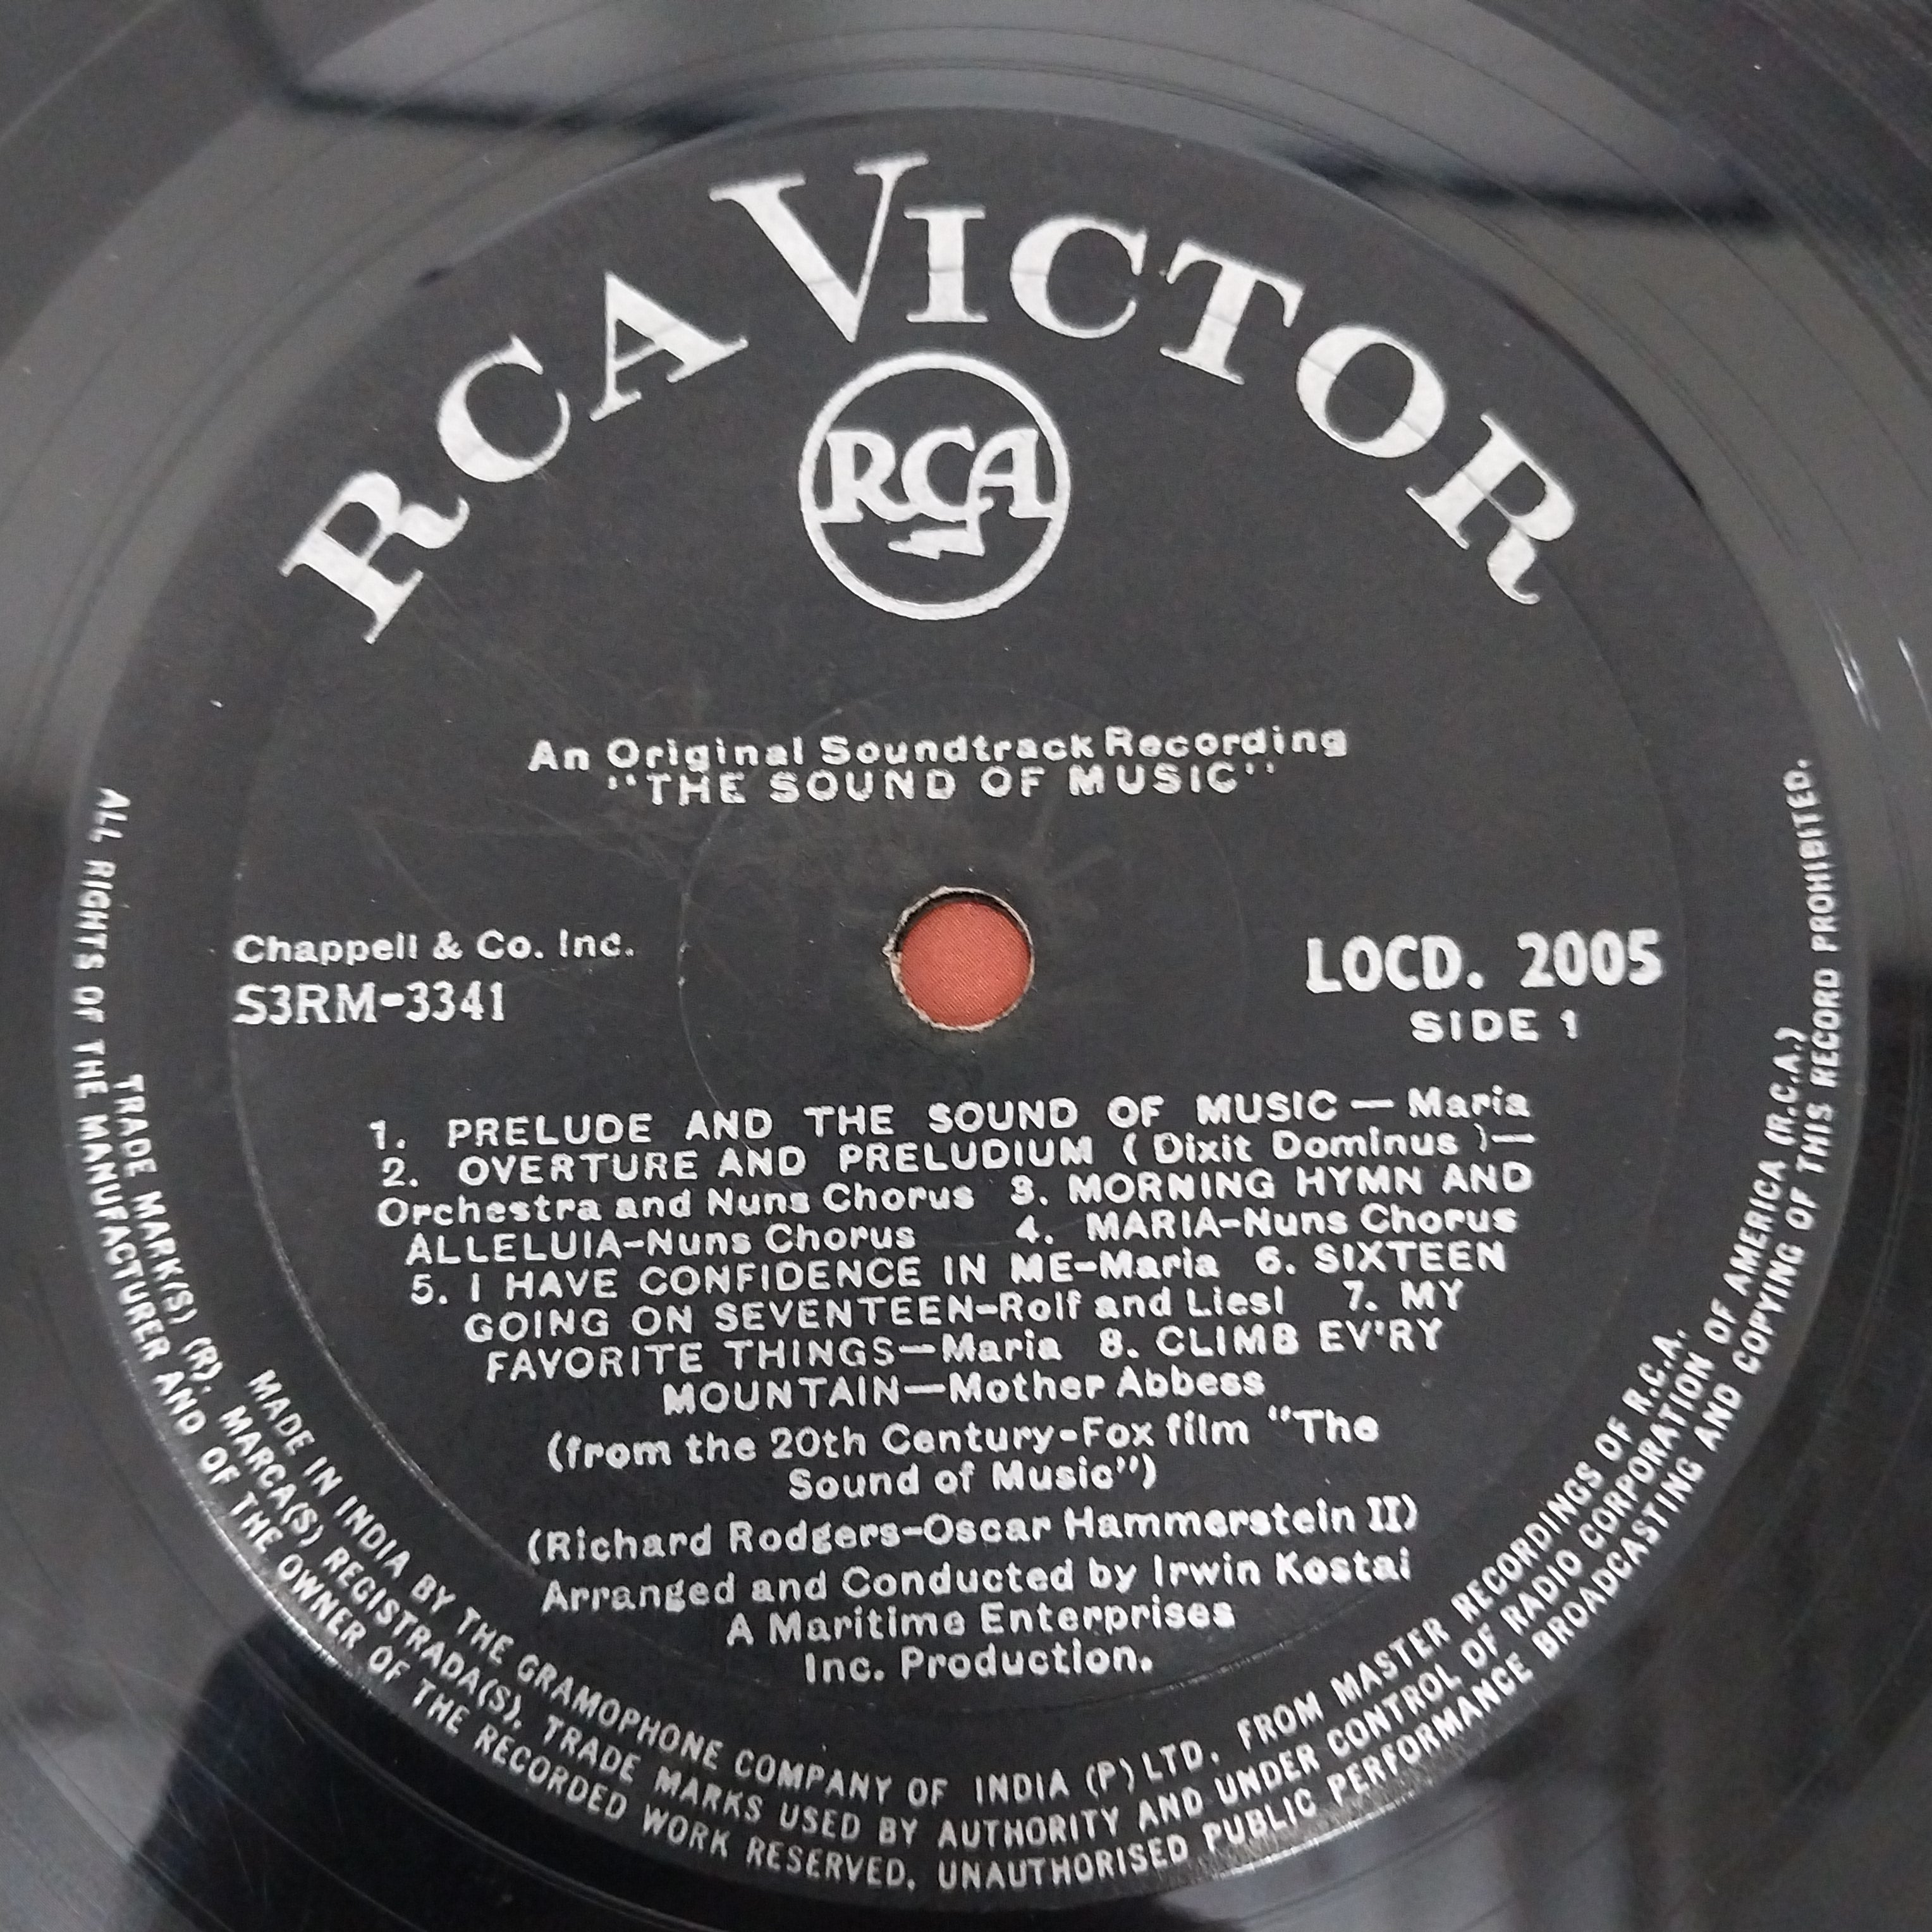 RCA VICTOR
RCA
An Original Soundtrack Recording
"THE SOUND OF MUSIC"
Chappell & Co. Inc.
S3RM-3341
LOCD. 2005
SIDE 1
1. PRELUDE AND THE SOUND OF MUSIC — Maria
2. OVERTURE AND PRELUDIUM ( Dixit Dominus )—
Orchestra and Nuns Chorus 3. MORNING HYMN AND
ALLELUIA-Nuns Chorus 4. MARIA-Nuns Chorus
5. I HAVE CONFIDENCE IN ME-Maria 6. SIXTEEN
GOING ON SEVENTEEN-Rolf and Liesl 7. MY
FAVORITE THINGS—Maria 8. CLIMB EV'RY
MOUNTAIN—Mother Abbess
(from the 20th Century-Fox film "The
Sound of Music")
(Richard Rodgers-Oscar Hammerstein II)
Arranged and Conducted by Irwin Kostal
A Maritime Enterprises
Inc. Production.
MADE IN INDIA BY THE GRAMOPHONE COMPANY OF INDIA (P) LTD. FROM MASTER RECORDINGS OF R.C.A.
TRADE MARK(S) (R). MARCA(S) REGISTRADA(S). TRADE MARKS USED BY AUTHORITY AND UNDER CONTROL OF RADIO CORPORATION OF AMERICA (R.C.A.)
ALL RIGHTS OF THE MANUFACTURER AND OF THE OWNER OF THE RECORDED WORK RESERVED. UNAUTHORISED PUBLIC PERFORMANCE BROADCASTING AND COPYING OF THIS RECORD PROHIBITED.